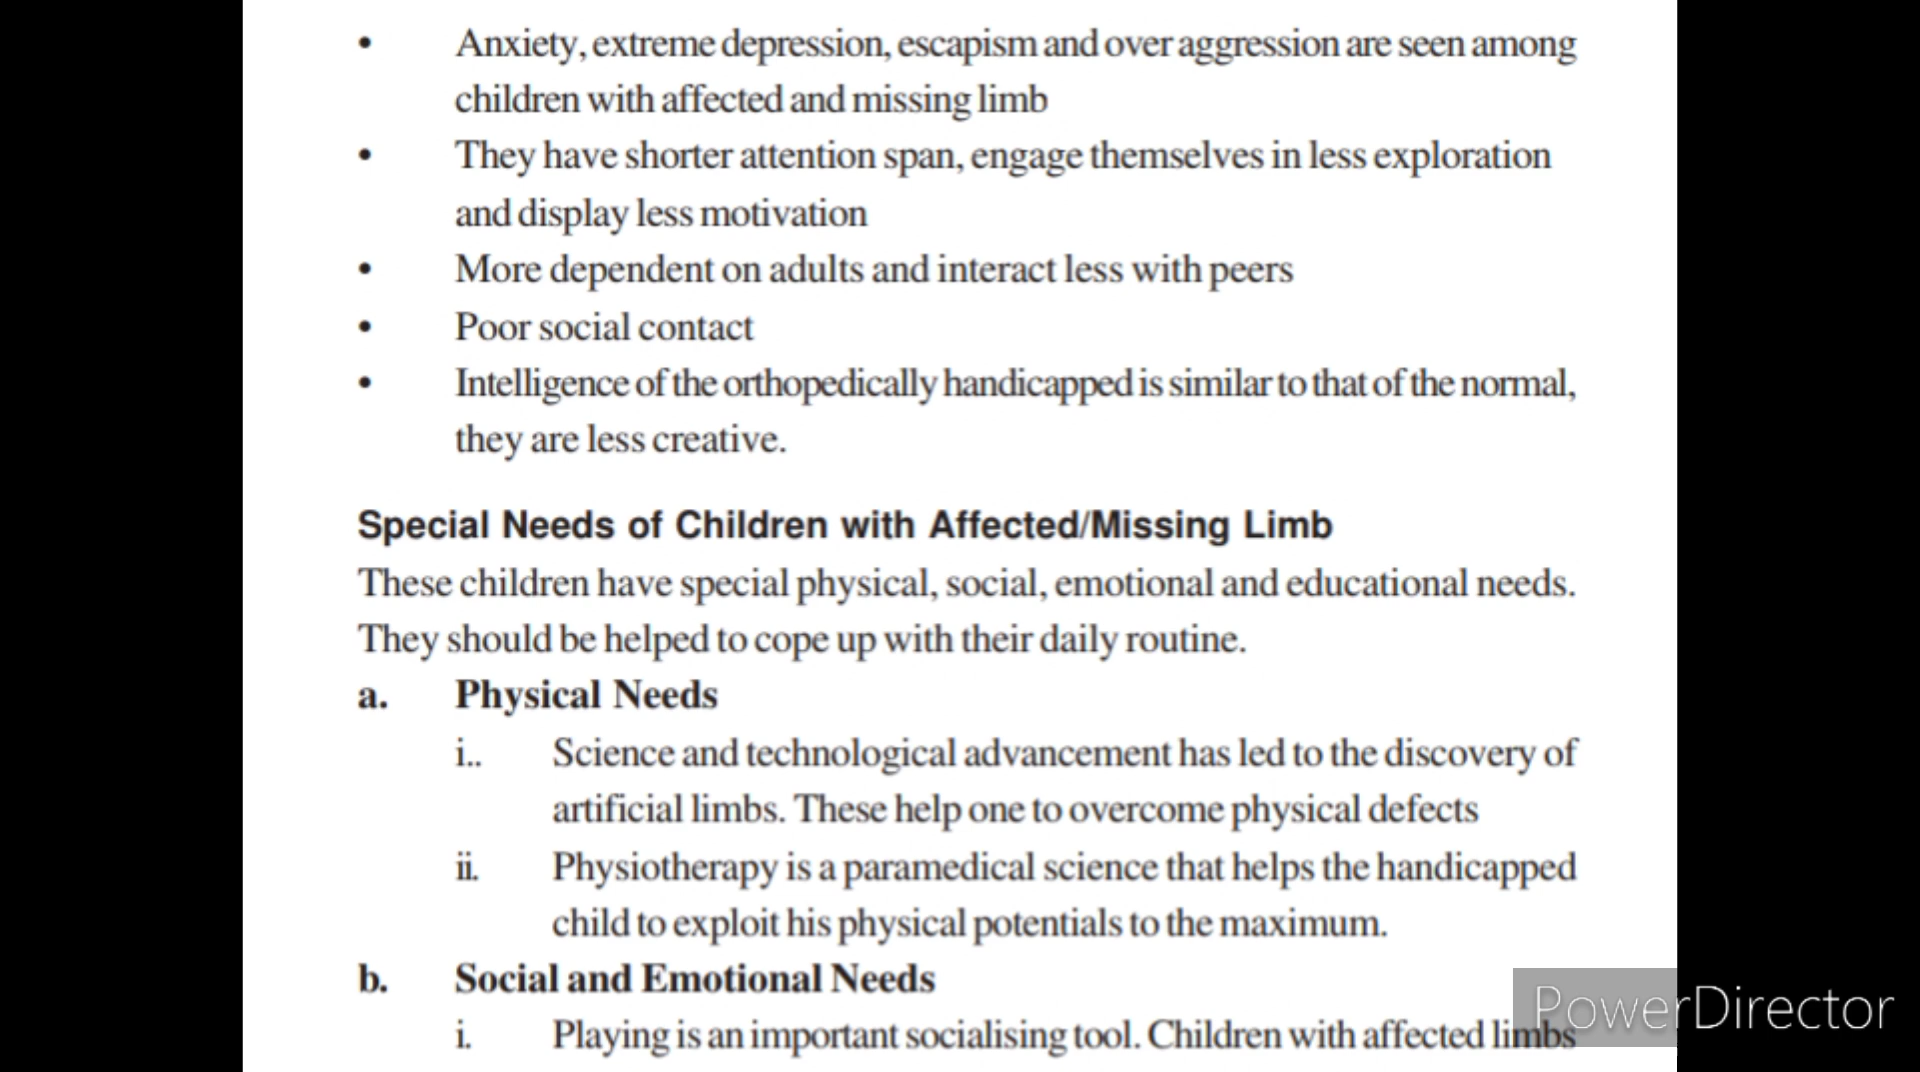 • Anxiety, extreme depression, escapism and over aggression are seen among
children with affected and missing limb
• They have shorter attention span, engage themselves in less exploration
and display less motivation
• More dependent on adults and interact less with peers
• Poor social contact
• Intelligence of the orthopedically handicapped is similar to that of the normal,
they are less creative.
Special Needs of Children with Affected/Missing Limb
These children have special physical, social, emotional and educational needs.
They should be helped to cope up with their daily routine.
a. Physical Needs
i.. Science and technological advancement has led to the discovery of
artificial limbs. These help one to overcome physical defects
ii. Physiotherapy is a paramedical science that helps the handicapped
child to exploit his physical potentials to the maximum.
b. Social and Emotional Needs
i. Playing is an important socialising tool. Children with affected limbs
PowerDirector